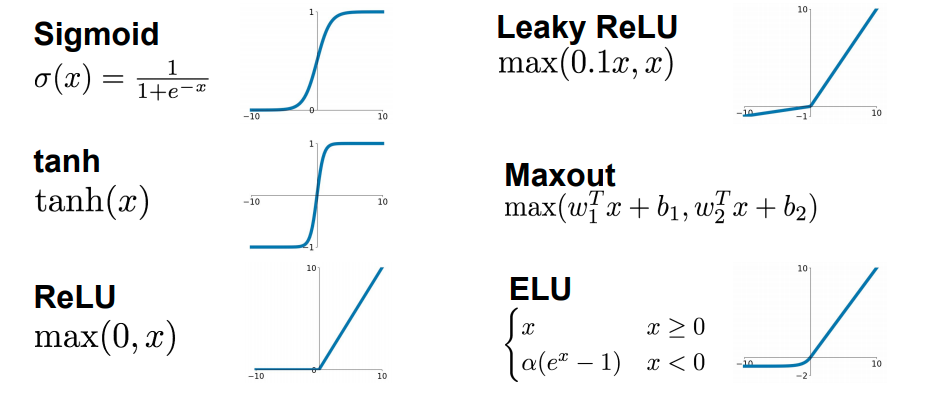 Sigmoid
σ(x) = 1/(1+e^−x)
1
0
−10
10
tanh
tanh(x)
1
−10
10
−1
ReLU
max(0, x)
10
0
−10
10
Leaky ReLU
max(0.1x, x)
10
−10
−1
10
Maxout
max(w₁ᵀx + b₁, w₂ᵀx + b₂)
ELU
{ x x ≥ 0
α(eˣ − 1) x < 0
10
−10
−2
10